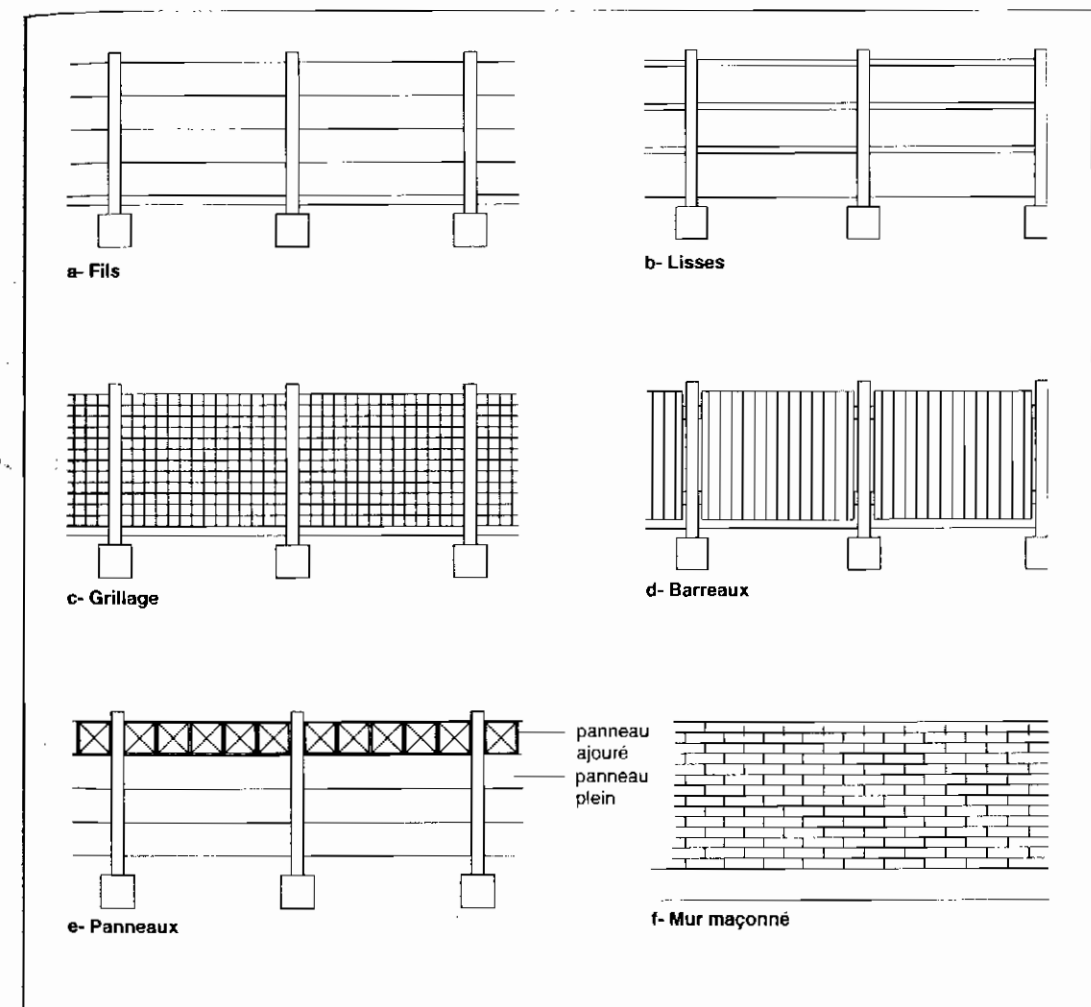 a- Fils
b- Lisses
c- Grillage
d- Barreaux
panneau
ajouré
panneau
plein
e- Panneaux
f- Mur maçonné